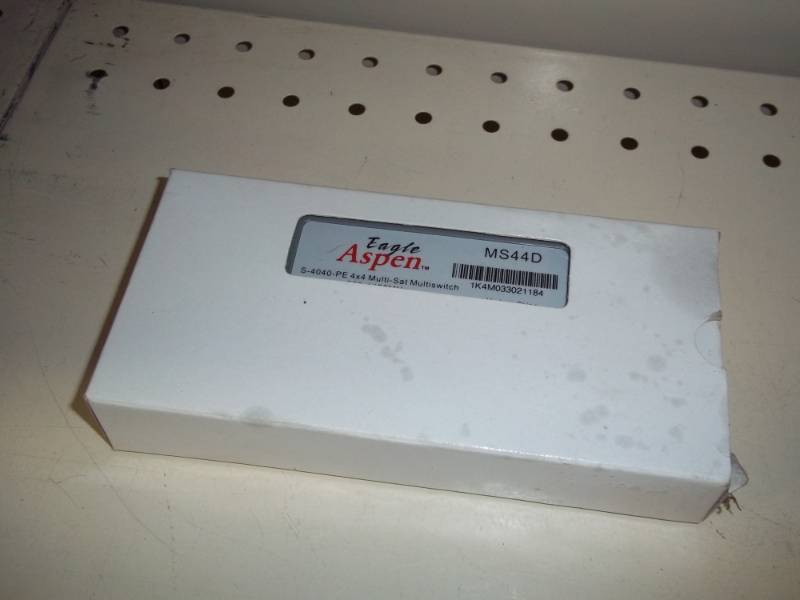 Eagle
Aspen™
MS44D
S-4040-PE 4x4 Multi-Sat Multiswitch
1K4M033021184